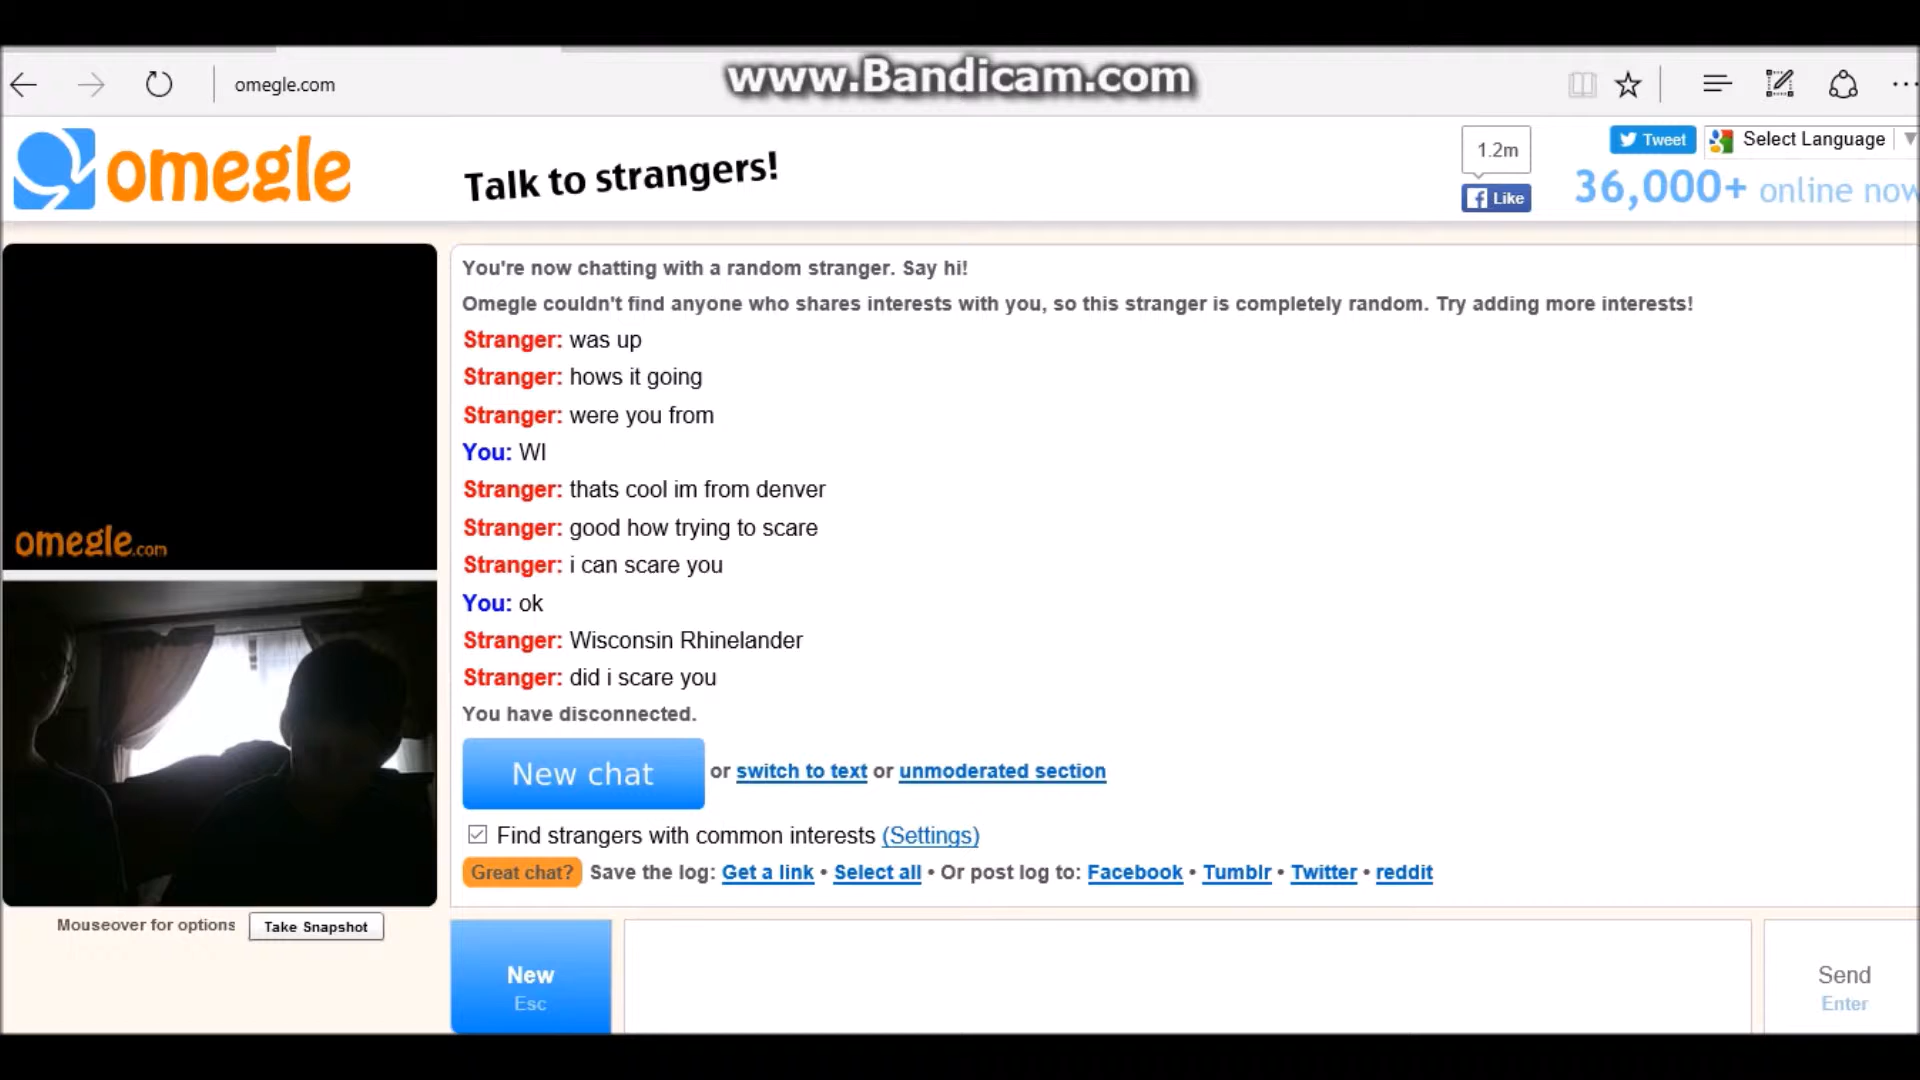 www.Bandicam.com
omegle.com
omegle
Talk to strangers!
1.2m
Like
Tweet
Select Language
36,000+ online now
omegle.com
You're now chatting with a random stranger. Say hi!
Omegle couldn't find anyone who shares interests with you, so this stranger is completely random. Try adding more interests!
Stranger: was up
Stranger: hows it going
Stranger: were you from
You: WI
Stranger: thats cool im from denver
Stranger: good how trying to scare
Stranger: i can scare you
You: ok
Stranger: Wisconsin Rhinelander
Stranger: did i scare you
You have disconnected.
New chat or switch to text or unmoderated section
Find strangers with common interests (Settings)
Great chat? Save the log: Get a link • Select all • Or post log to: Facebook • Tumblr • Twitter • reddit
Mouseover for options Take Snapshot
New
Esc
Send
Enter